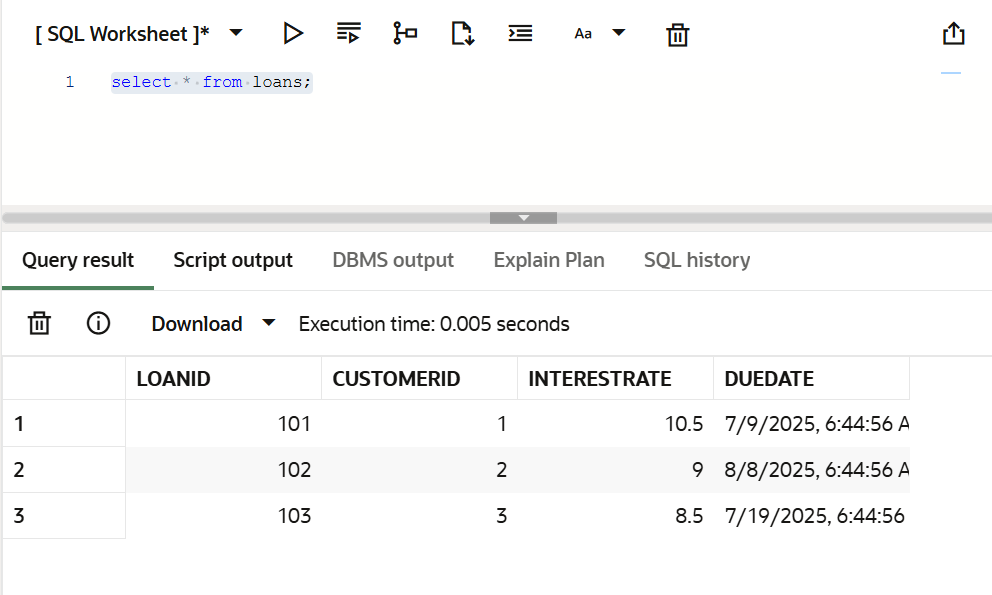 [ SQL Worksheet ]* Aa
1 select * from loans;
Query result Script output DBMS output Explain Plan SQL history
Download Execution time: 0.005 seconds
LOANID CUSTOMERID INTERESTRATE DUEDATE
1 101 1 10.5 7/9/2025, 6:44:56 A
2 102 2 9 8/8/2025, 6:44:56 A
3 103 3 8.5 7/19/2025, 6:44:56